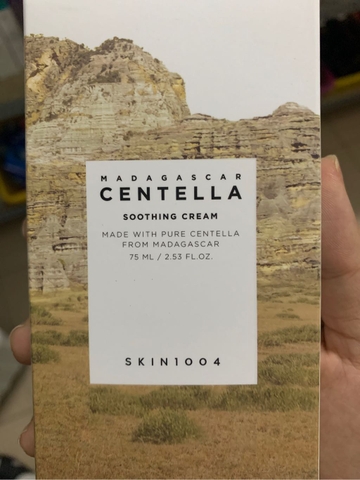 MADAGASCAR
CENTELLA
SOOTHING CREAM
MADE WITH PURE CENTELLA
FROM MADAGASCAR
75 ML / 2.53 FL.OZ.
SKIN1004